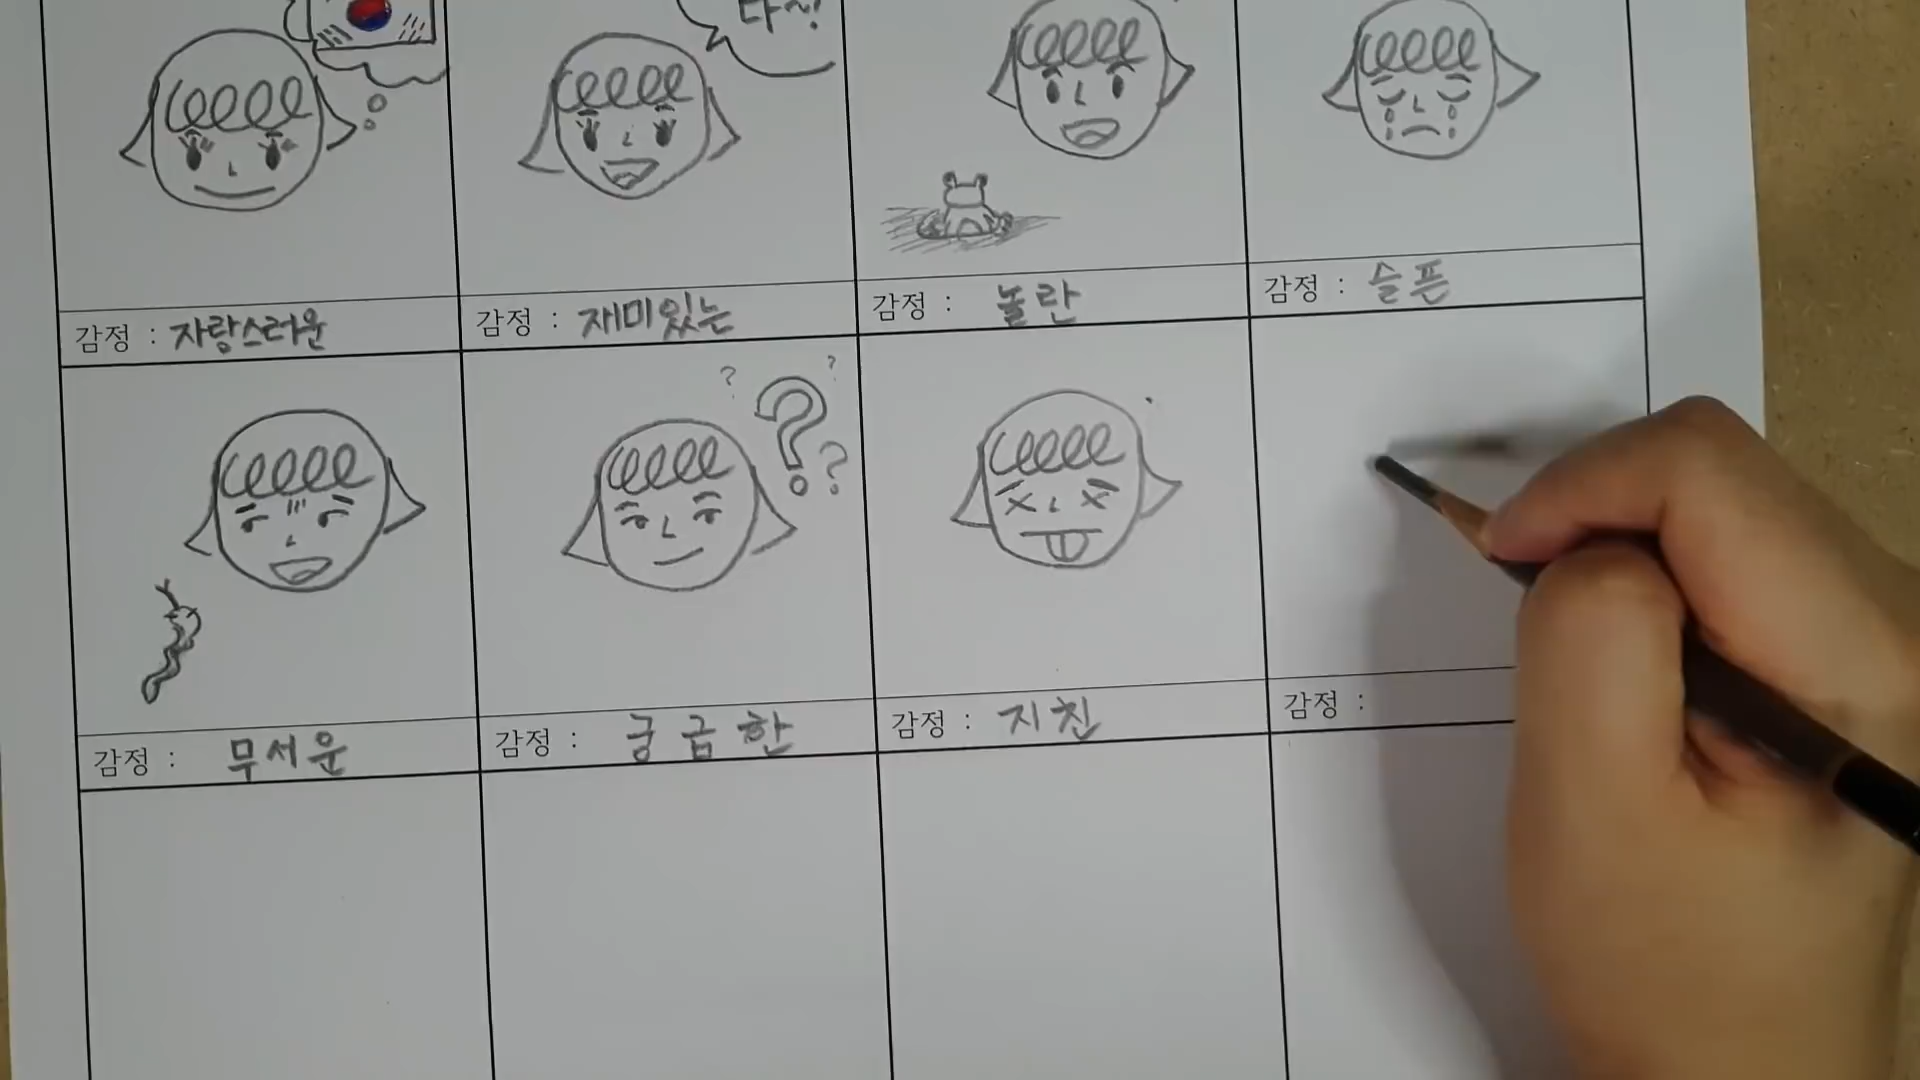 다~!
감정 : 자랑스러운
감정 : 재미있는
감정 : 놀란
감정 : 슬픈
? ? ? ?
감정 : 무서운
감정 : 궁금한
감정 : 지친
감정 :